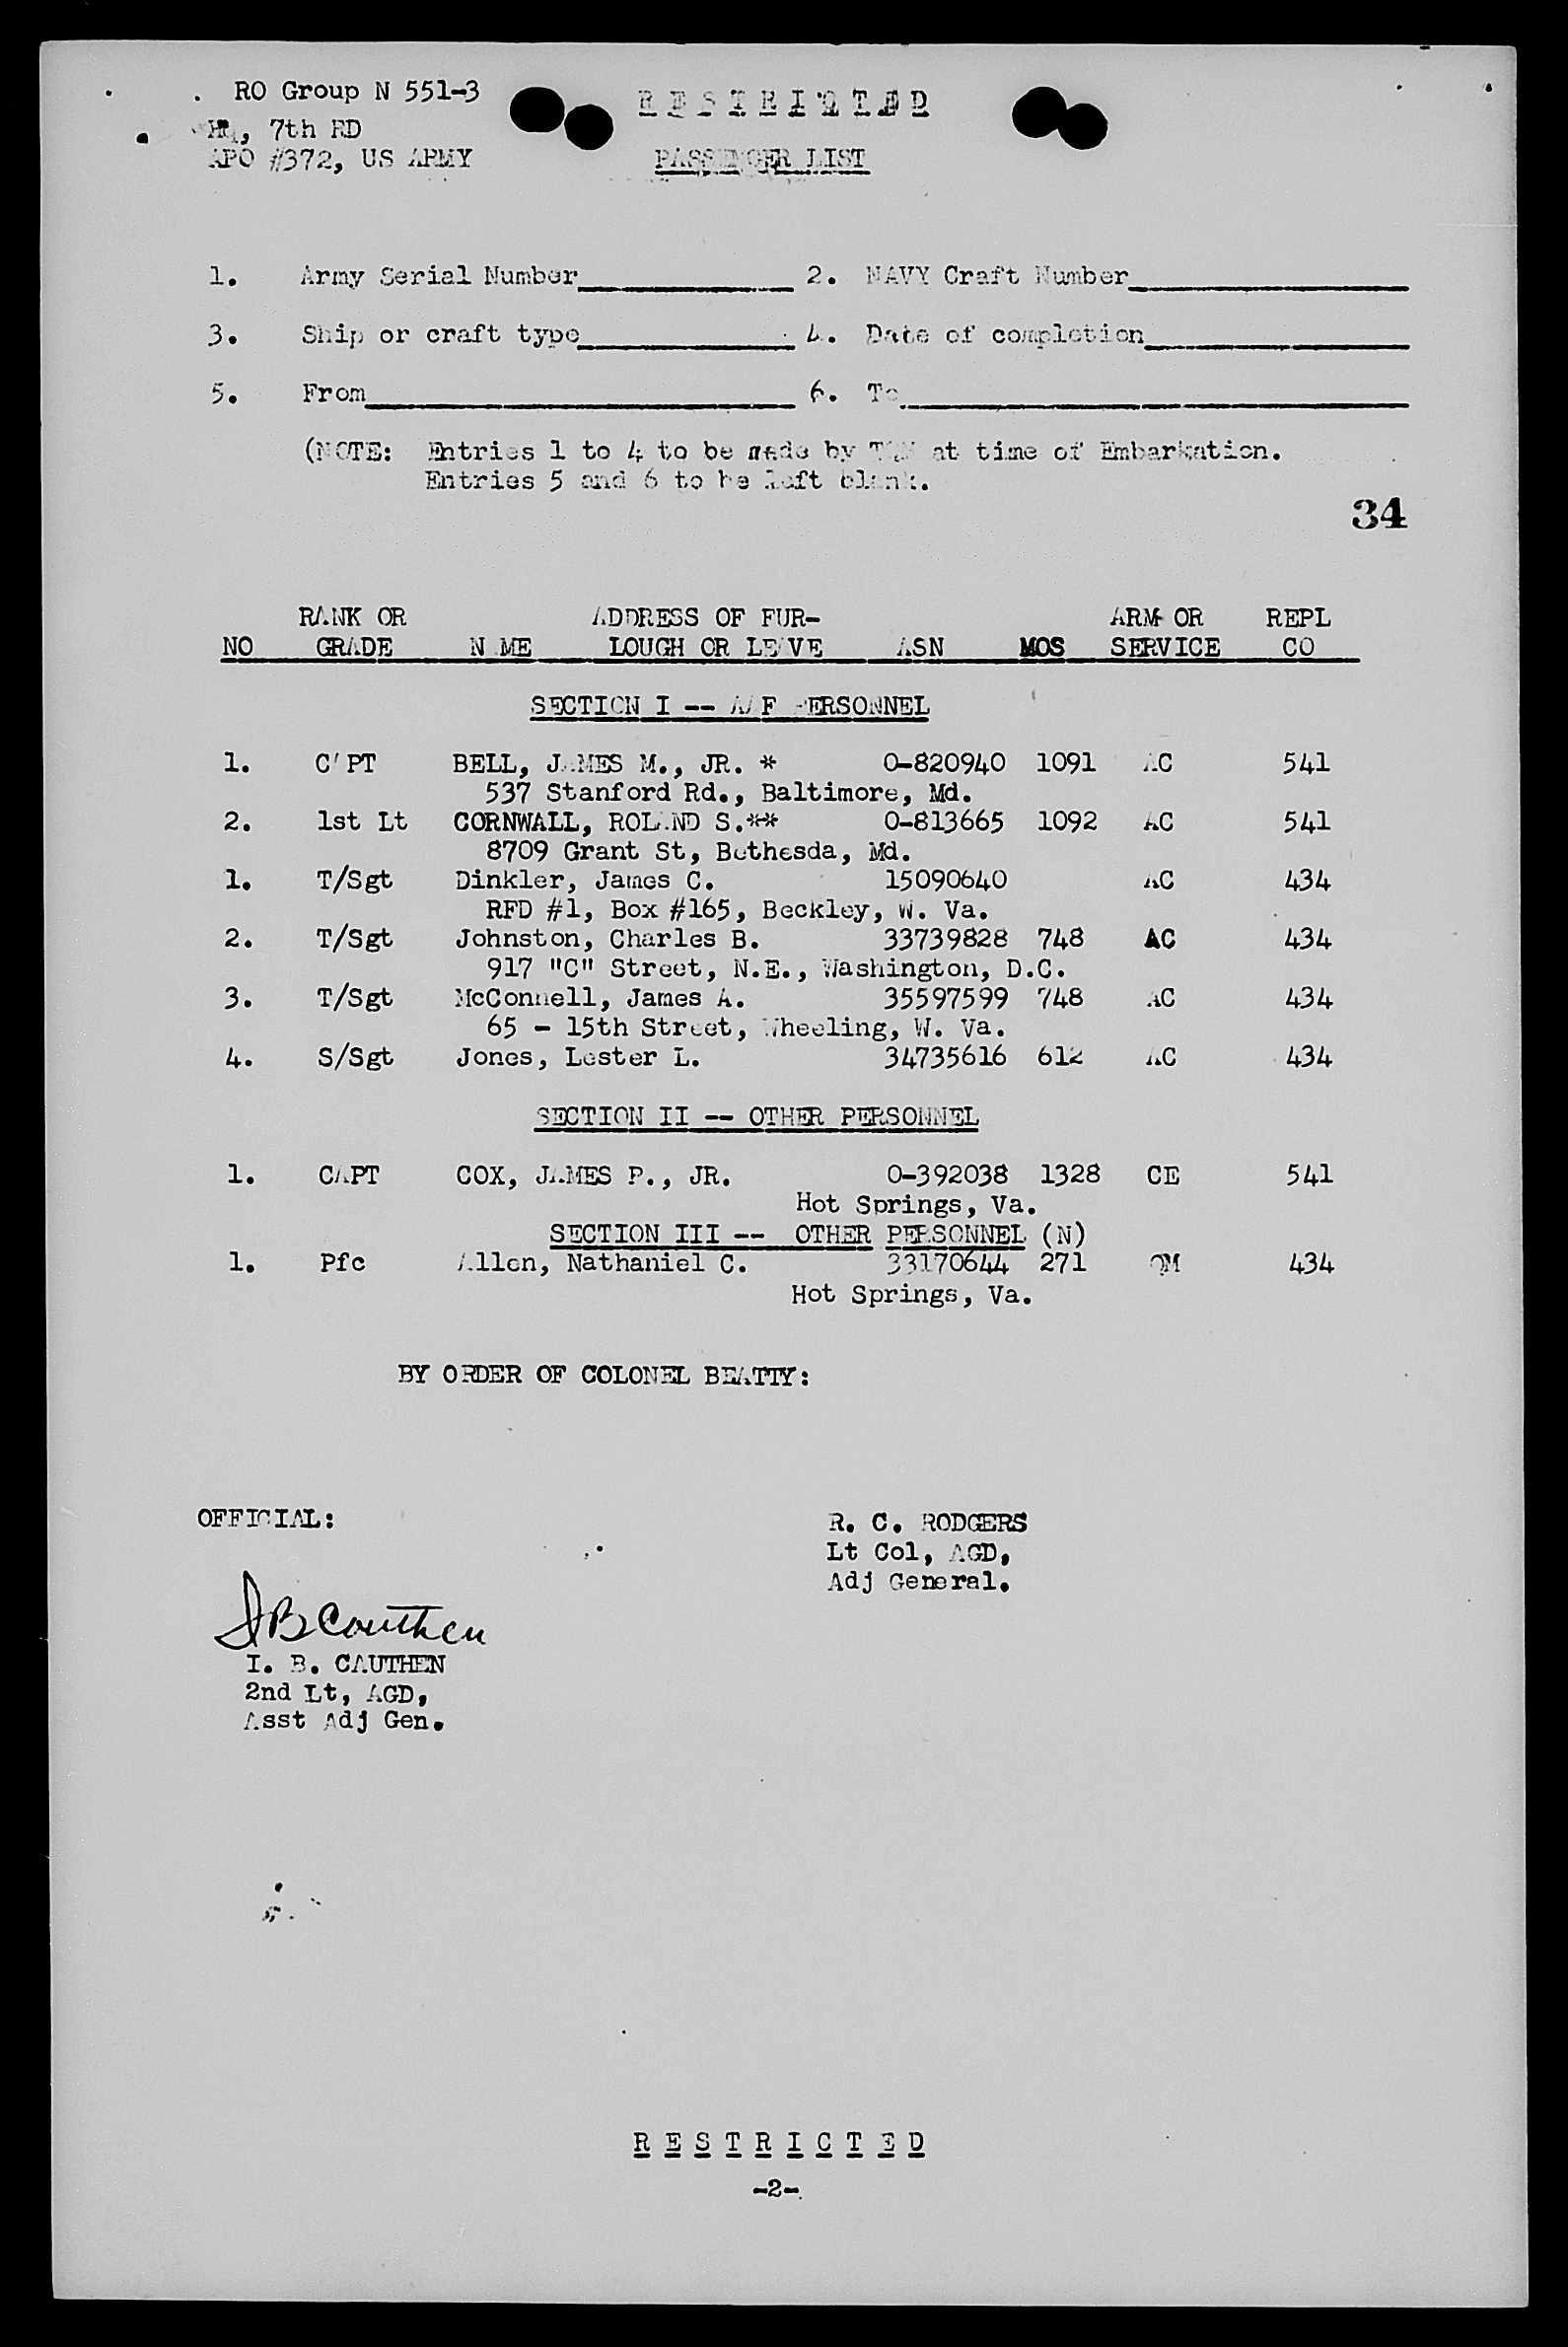 RO Group N 551-3
R E S T R I C T E D
Hq, 7th RD
APO #372, US ARMY
PASSENGER LIST
1. Army Serial Number 2. NAVY Craft Number
3. Ship or craft type 4. Date of completion
5. From 6. To
(NOTE: Entries 1 to 4 to be made by at time of Embarkation.
Entries 5 and 6 to be left blank.
34
RANK OR ADDRESS OF FUR- ARM OR REPL
NO GRADE NAME LOUGH OR LEAVE ASN MOS SERVICE CO
SECTION I -- AAF PERSONNEL
1. CAPT BELL, JAMES M., JR. * O-820940 1091 AC 541
537 Stanford Rd., Baltimore, Md.
2. 1st Lt CORNWALL, ROLAND S.** O-813665 1092 AC 541
8709 Grant St, Bethesda, Md.
1. T/Sgt Dinkler, James C. 15090640 AC 434
RFD #1, Box #165, Beckley, W. Va.
2. T/Sgt Johnston, Charles B. 33739828 748 AC 434
917 "C" Street, N.E., Washington, D.C.
3. T/Sgt McConnell, James A. 35597599 748 AC 434
65 - 15th Street, Wheeling, W. Va.
4. S/Sgt Jones, Lester L. 34735616 612 AC 434
SECTION II -- OTHER PERSONNEL
1. CAPT COX, JAMES P., JR. O-392038 1328 CE 541
Hot Springs, Va.
SECTION III -- OTHER PERSONNEL (N)
1. Pfc Allen, Nathaniel C. 33170644 271 QM 434
Hot Springs, Va.
BY ORDER OF COLONEL BEATTY:
OFFICIAL:
R. C. RODGERS
Lt Col, AGD,
Adj General.
I B Cauthen
I. B. CAUTHEN
2nd Lt, AGD,
Asst Adj Gen.
R E S T R I C T E D
-2-